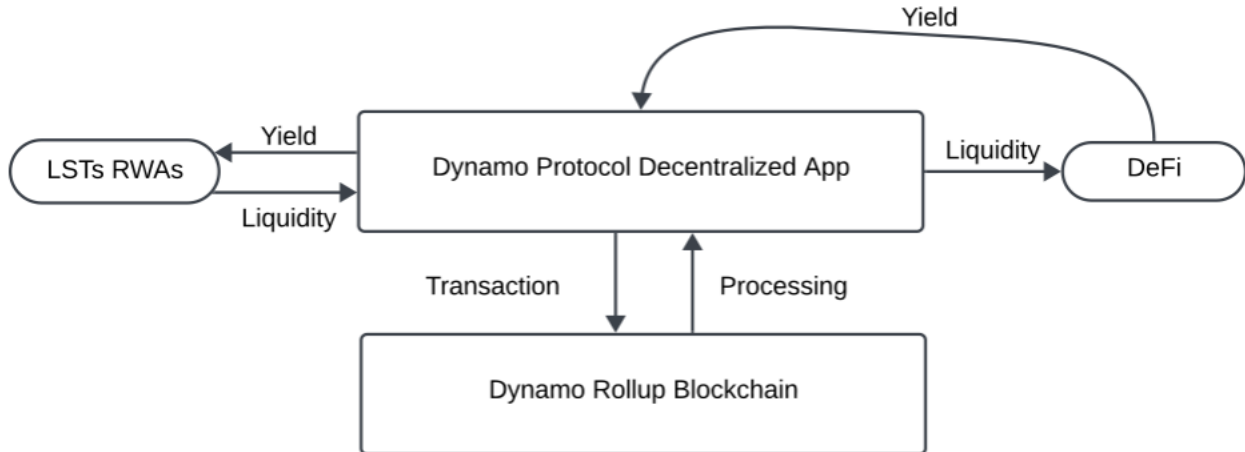 Yield
Yield
LSTs RWAs
Dynamo Protocol Decentralized App
Liquidity
DeFi
Liquidity
Transaction
Processing
Dynamo Rollup Blockchain